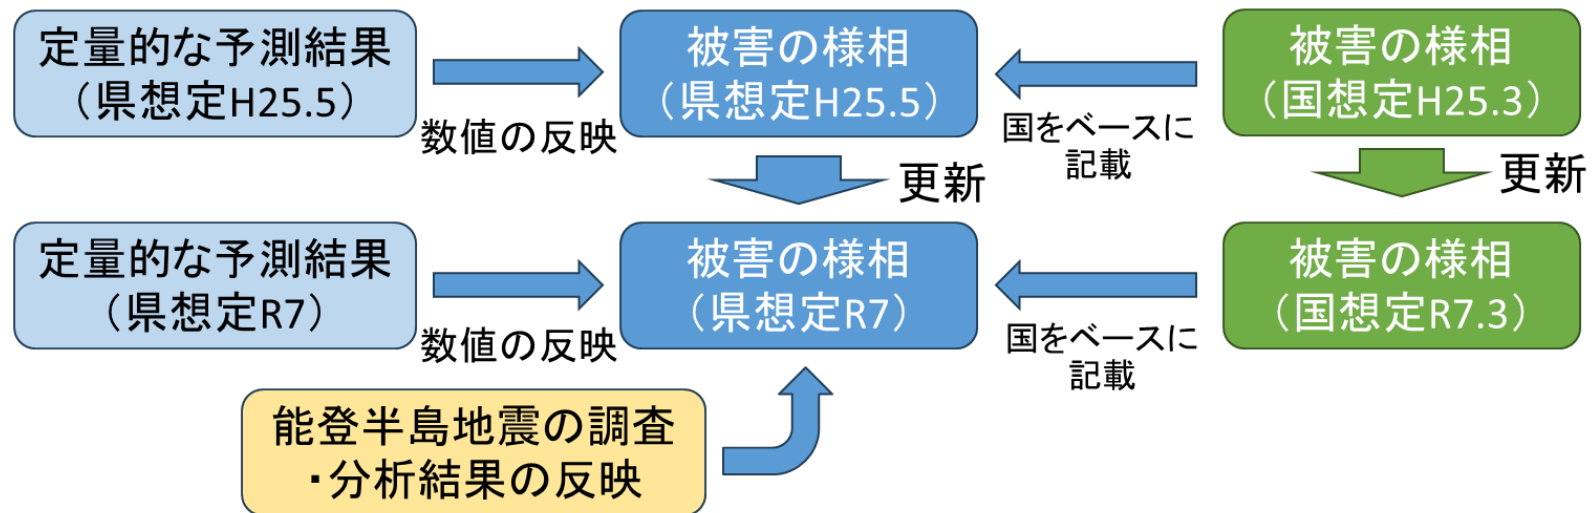 定量的な予測結果
（県想定H25.5）
数値の反映
被害の様相
（県想定H25.5）
国をベースに
記載
被害の様相
（国想定H25.3）
更新
更新
定量的な予測結果
（県想定R7）
数値の反映
被害の様相
（県想定R7）
国をベースに
記載
被害の様相
（国想定R7.3）
能登半島地震の調査
・分析結果の反映